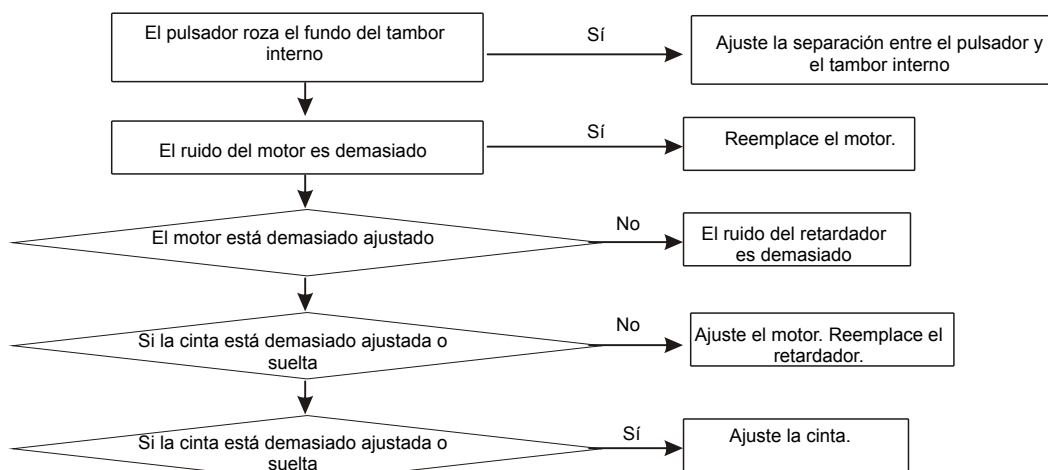 El pulsador roza el fundo del tambor
interno
Sí
Ajuste la separación entre el pulsador y
el tambor interno
El ruido del motor es demasiado
Sí
Reemplace el motor.
El motor está demasiado ajustado
No
El ruido del retardador
es demasiado
Si la cinta está demasiado ajustada o
suelta
No
Ajuste el motor. Reemplace el
retardador.
Si la cinta está demasiado ajustada o
suelta
Sí
Ajuste la cinta.